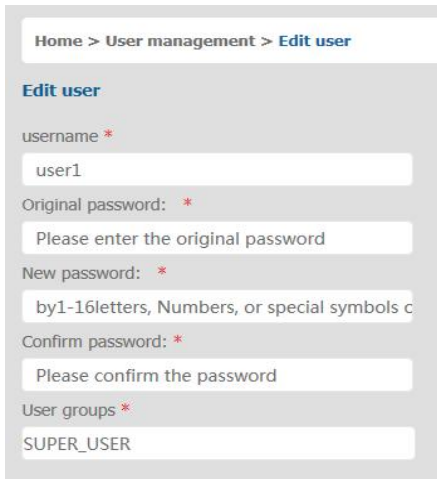 Home > User management > Edit user
Edit user
username *
user1
Original password: *
Please enter the original password
New password: *
by1-16letters, Numbers, or special symbols c
Confirm password: *
Please confirm the password
User groups *
SUPER_USER